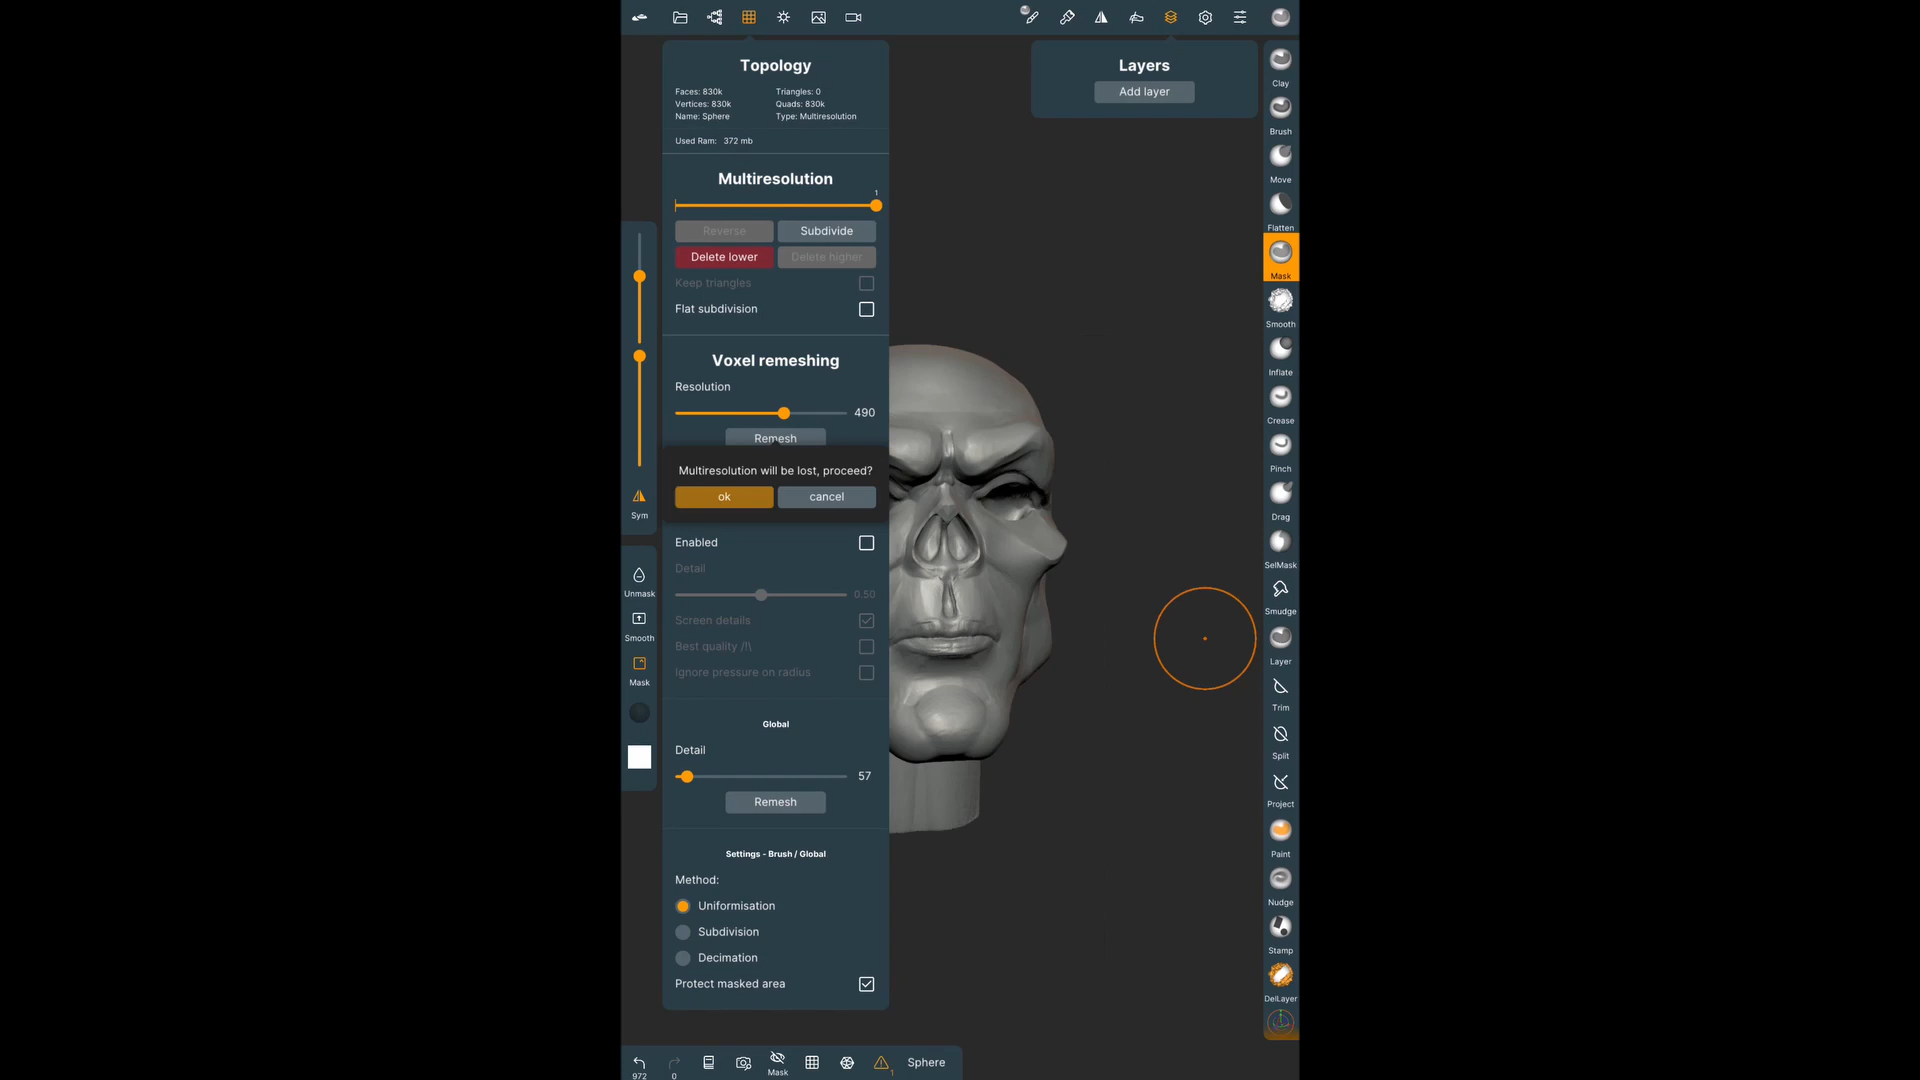 Topology
Faces: 830k Triangles: 0
Vertices: 830k Quads: 830k
Name: Sphere Type: Multiresolution
Used Ram: 372 mb
Multiresolution
1
Reverse Subdivide
Delete lower Delete higher
Keep triangles
Flat subdivision
Voxel remeshing
Resolution
490
Remesh
Multiresolution will be lost, proceed?
ok cancel
Enabled
Detail
0.50
Screen details
Best quality /!\
Ignore pressure on radius
Global
Detail
57
Remesh
Settings - Brush / Global
Method:
Uniformisation
Subdivision
Decimation
Protect masked area
Layers
Add layer
Sym
Unmask
Smooth
Mask
Clay
Brush
Move
Flatten
Mask
Smooth
Inflate
Crease
Pinch
Drag
SelMask
Smudge
Layer
Trim
Split
Project
Paint
Nudge
Stamp
DelLayer
972 0 Mask 1 Sphere